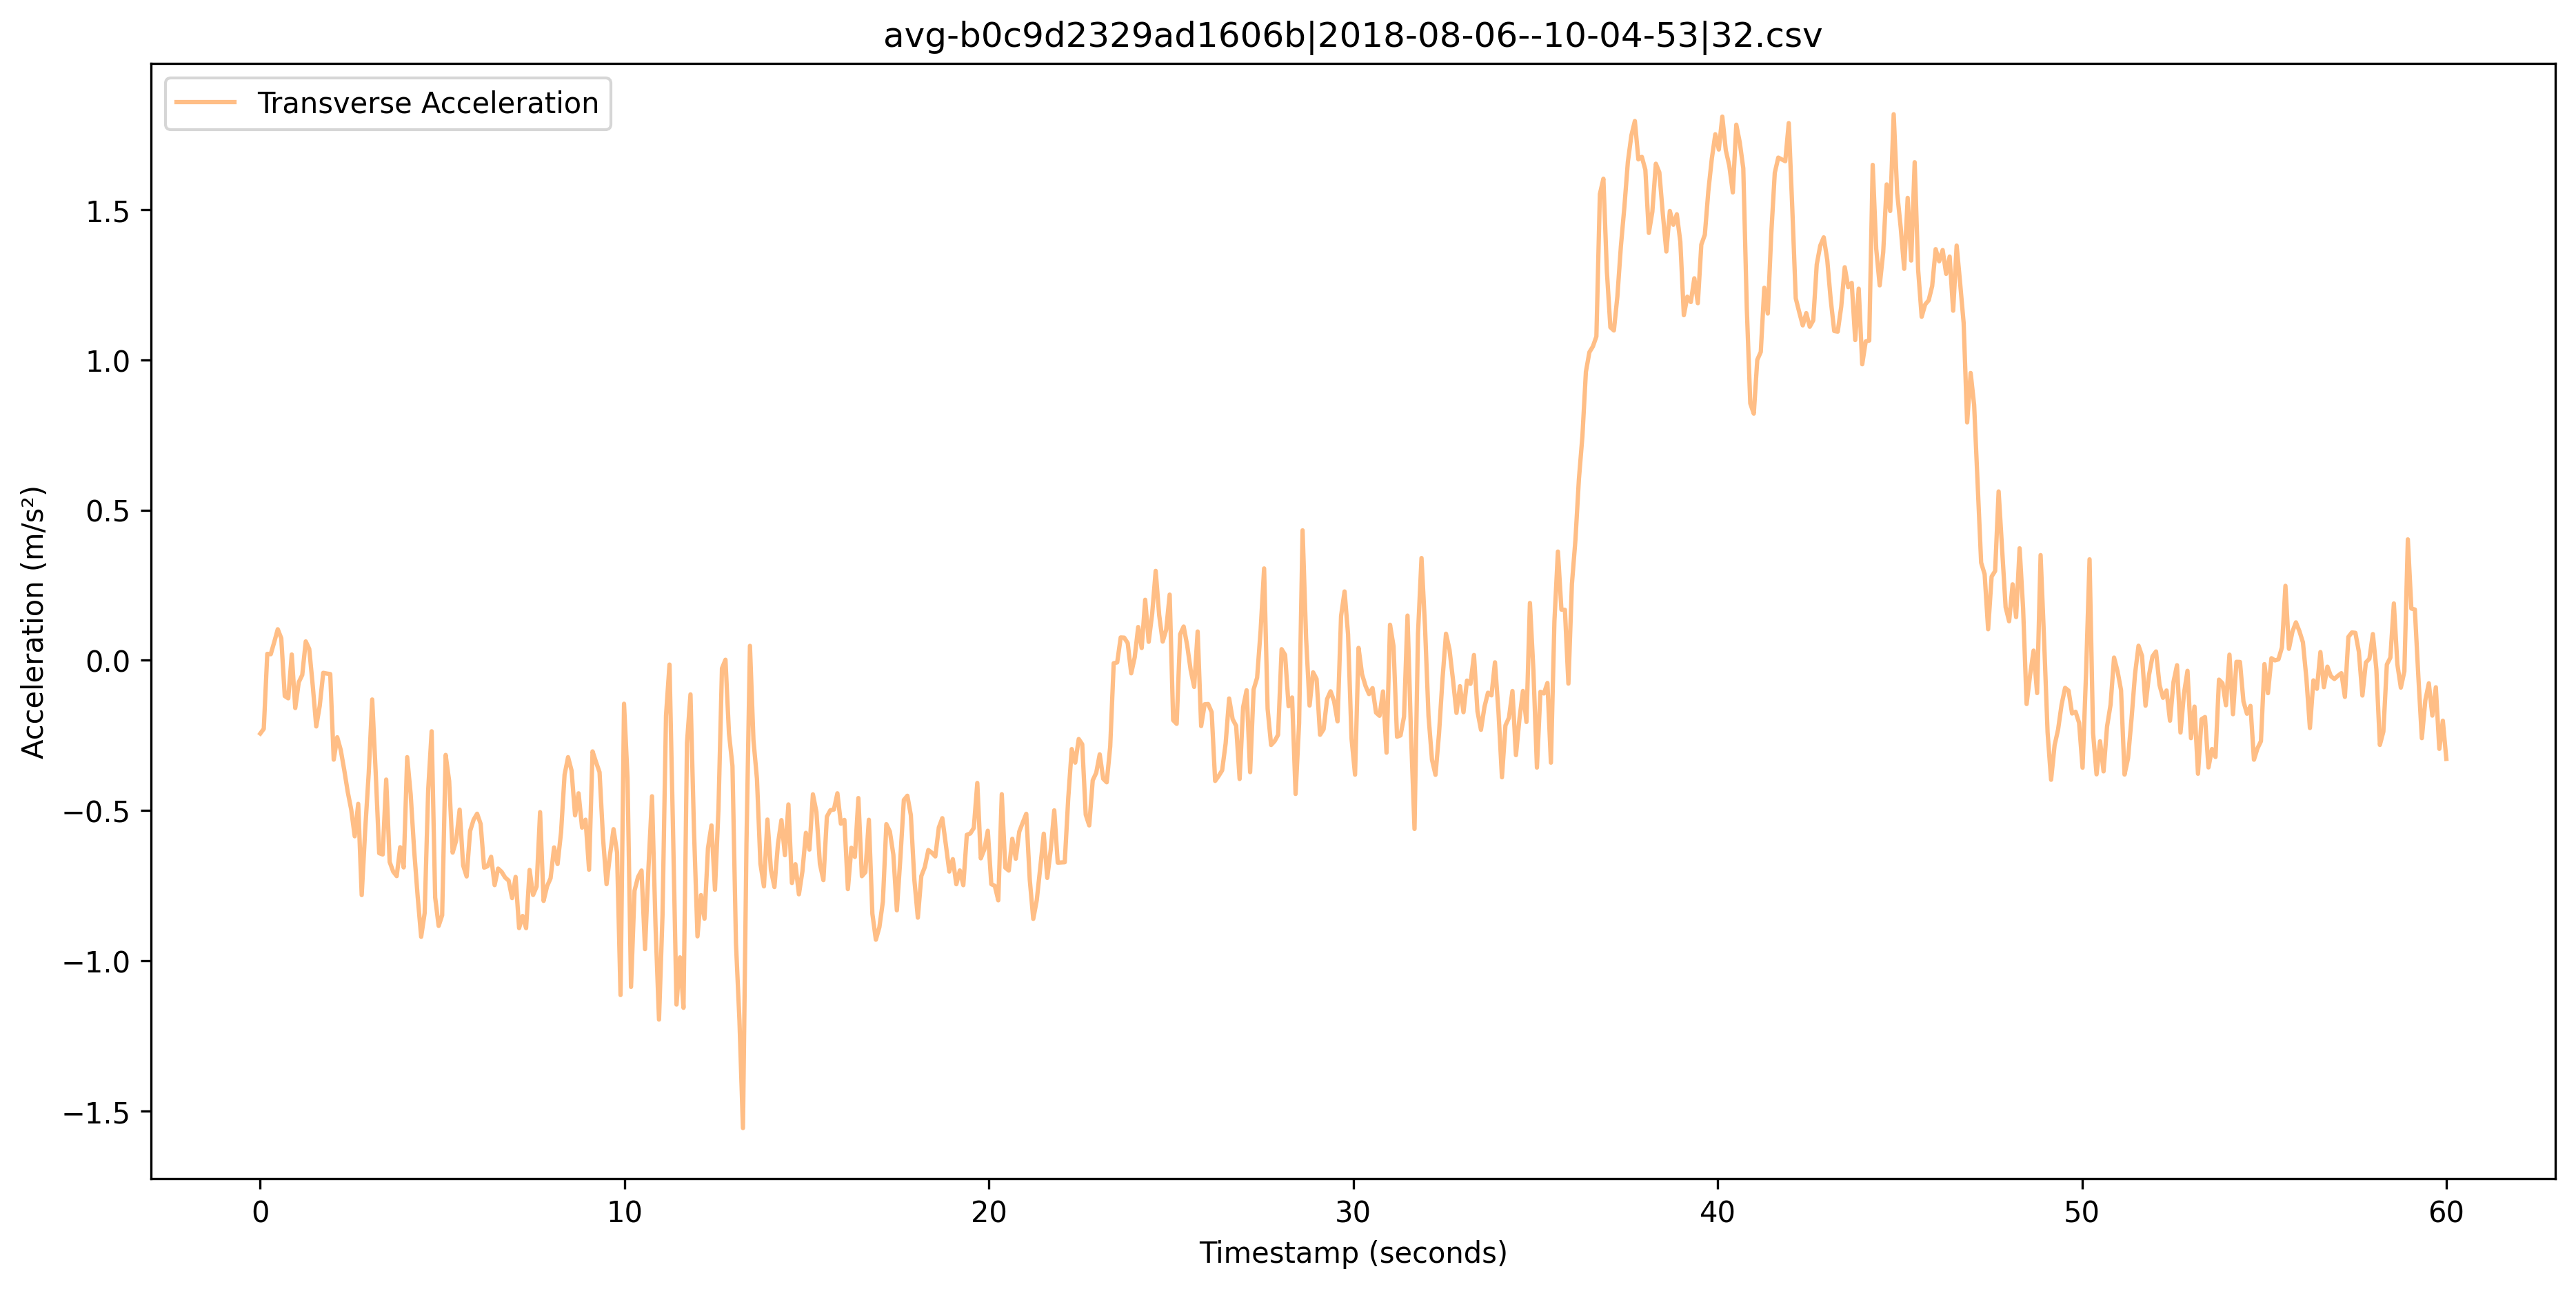 avg-b0c9d2329ad1606b|2018-08-06--10-04-53|32.csv
Transverse Acceleration
Acceleration (m/s²)
1.5
1.0
0.5
0.0
−0.5
−1.0
−1.5
0 10 20 30 40 50 60
Timestamp (seconds)